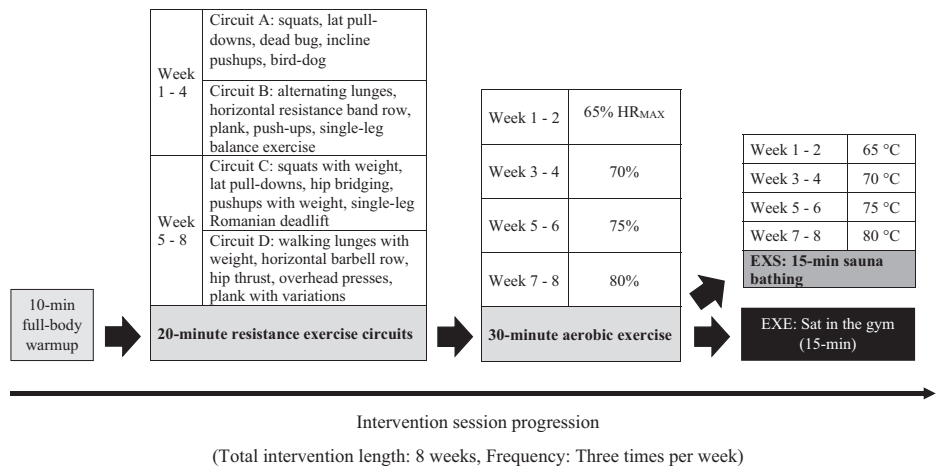 10-min
full-body
warmup
Week
1 - 4
Circuit A: squats, lat pull-
downs, dead bug, incline
pushups, bird-dog
Circuit B: alternating lunges,
horizontal resistance band row,
plank, push-ups, single-leg
balance exercise
Week
5 - 8
Circuit C: squats with weight,
lat pull-downs, hip bridging,
pushups with weight, single-leg
Romanian deadlift
Circuit D: walking lunges with
weight, horizontal barbell row,
hip thrust, overhead presses,
plank with variations
20-minute resistance exercise circuits
Week 1 - 2 65% HRMAX
Week 3 - 4 70%
Week 5 - 6 75%
Week 7 - 8 80%
30-minute aerobic exercise
Week 1 - 2 65 °C
Week 3 - 4 70 °C
Week 5 - 6 75 °C
Week 7 - 8 80 °C
EXS: 15-min sauna
bathing
EXE: Sat in the gym
(15-min)
Intervention session progression
(Total intervention length: 8 weeks, Frequency: Three times per week)